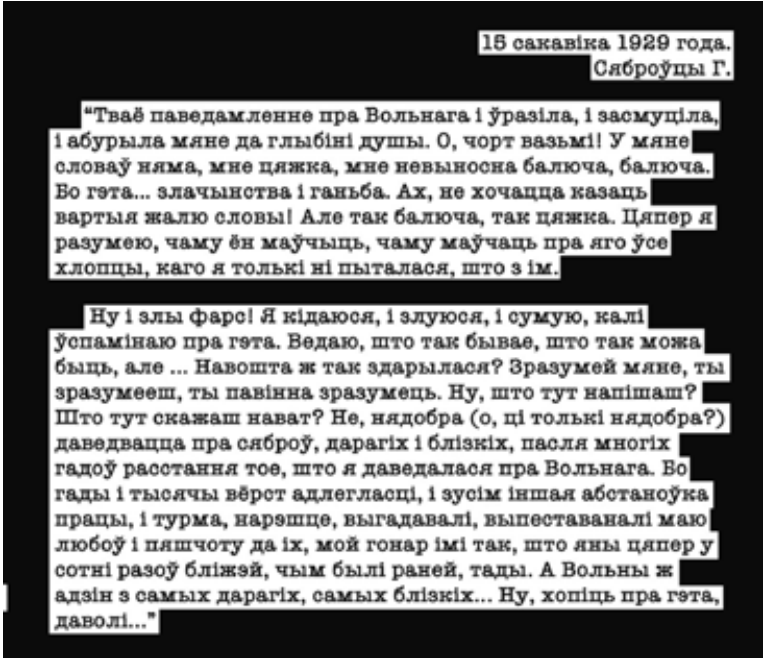 15 сакавіка 1929 года.
Сяброўцы Г.
“Тваё паведамленне пра Вольнага і ўразіла, і засмуціла,
і абурыла мяне да глыбіні душы. О, чорт вазьмі! У мяне
словаў няма, мне цяжка, мне невыносна балюча, балюча.
Бо гэта... злачынства і ганьба. Ах, не хочацца казаць
вартыя жалю словы! Але так балюча, так цяжка. Цяпер я
разумею, чаму ён маўчыць, чаму маўчаць пра яго ўсе
хлопцы, каго я толькі ні пыталася, што з ім.
Ну і злы фарс! Я кідаюся, і злуюся, і сумую, калі
ўспамінаю пра гэта. Ведаю, што так бывае, што так можа
быць, але ... Навошта ж так здарылася? Зразумей мяне, ты
зразумееш, ты павінна зразумець. Ну, што тут напішаш?
Што тут скажаш нават? Не, нядобра (о, ці толькі нядобра?)
даведвацца пра сяброў, дарагіх і блізкіх, пасля многіх
гадоў расстання тое, што я даведалася пра Вольнага. Бо
гады і тысячы вёрст адлегласці, і зусім іншая абстаноўка
працы, і турма, нарэшце, выгадавалі, выпеставаналі маю
любоў і пяшчоту да іх, мой гонар імі так, што яны цяпер у
сотні разоў бліжэй, чым былі раней, тады. А Вольны ж
адзін з самых дарагіх, самых блізкіх... Ну, хопіць пра гэта,
даволі...”